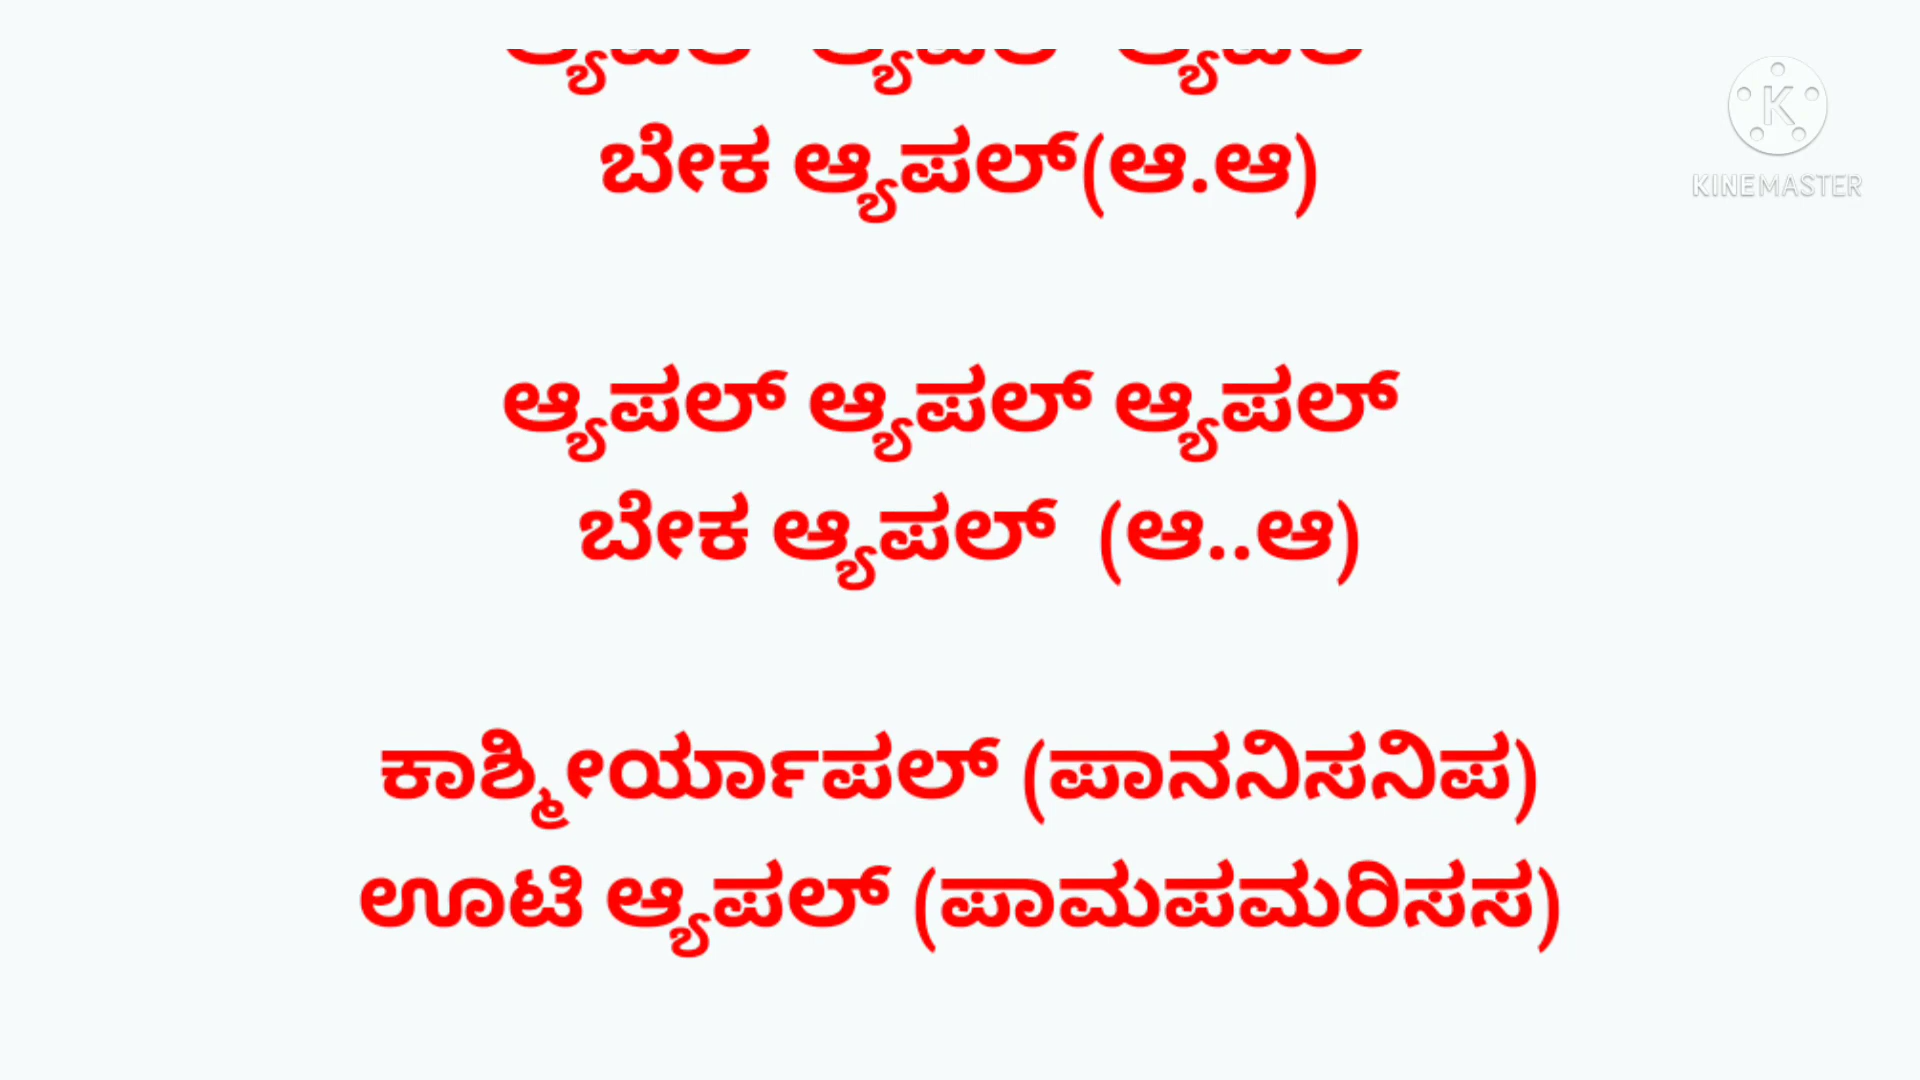 ಬೇಕ ಆ್ಯಪಲ್(ಆ.ಆ)
KINEMASTER
ಆ್ಯಪಲ್ ಆ್ಯಪಲ್ ಆ್ಯಪಲ್
ಬೇಕ ಆ್ಯಪಲ್ (ಆ..ಆ)
ಕಾಶ್ಮೀರ್ಯಾಪಲ್ (ಪಾನನಿಸನಿಪ)
ಊಟಿ ಆ್ಯಪಲ್ (ಪಾಮಪಮರಿಸಸ)